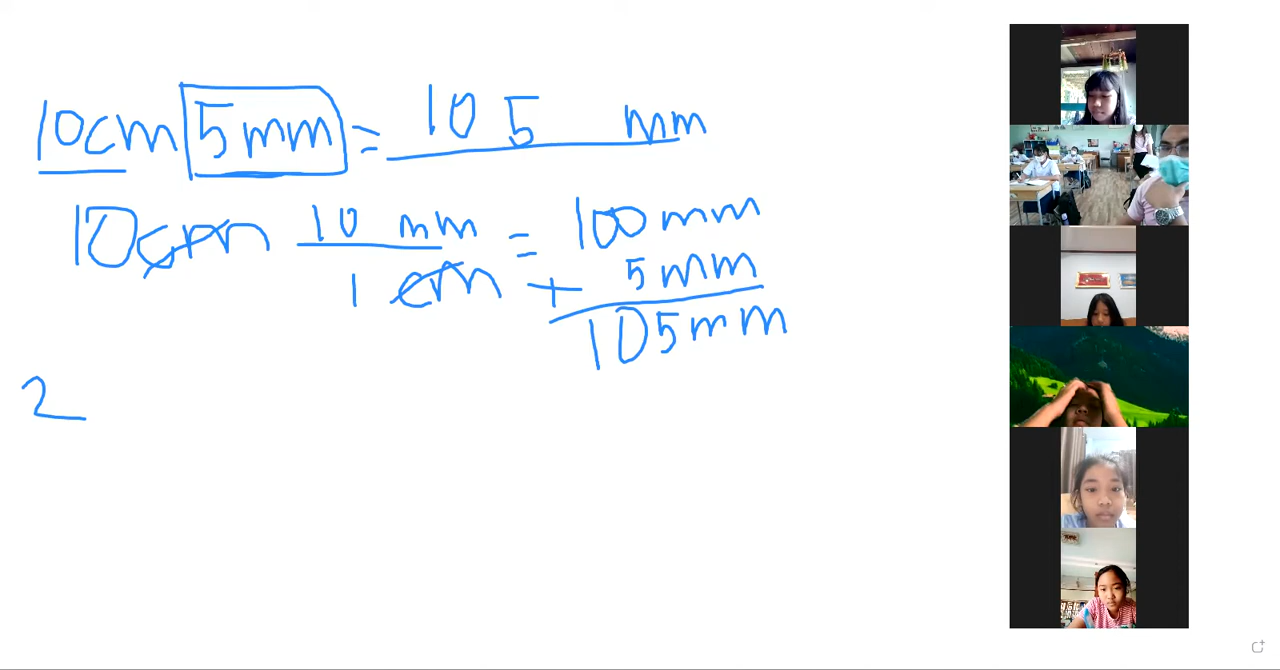 10cm 5mm = 105 mm
10cm 10 mm = 100mm
1 cm + 5mm
105mm
2